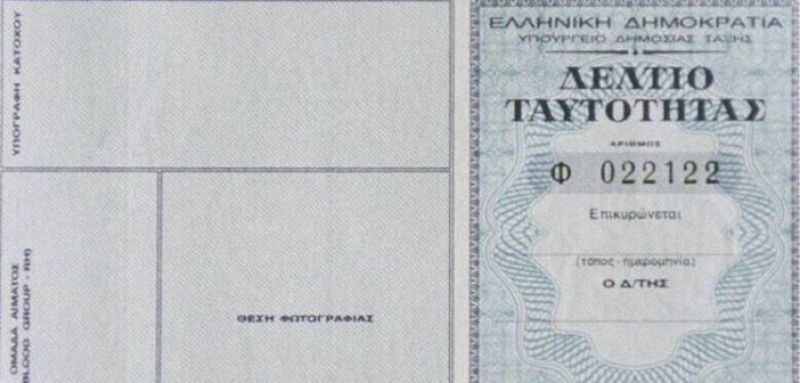 ΥΠΟΓΡΑΦΗ ΚΑΤΟΧΟΥ
ΟΜΑΔΑ ΑΙΜΑΤΟΣ
BLOOD GROUP - RH)
ΘΕΣΗ ΦΩΤΟΓΡΑΦΙΑΣ
ΕΛΛΗΝΙΚΗ ΔΗΜΟΚΡΑΤΙΑ
ΥΠΟΥΡΓΕΙΟ ΔΗΜΟΣΙΑΣ ΤΑΞΗΣ
ΔΕΛΤΙΟ
ΤΑΥΤΟΤΗΤΑΣ
ΑΡΙΘΜΟΣ
Φ 022122
Επικυρώνεται
(τόπος - ημερομηνία)
Ο Δ/ΤΗΣ